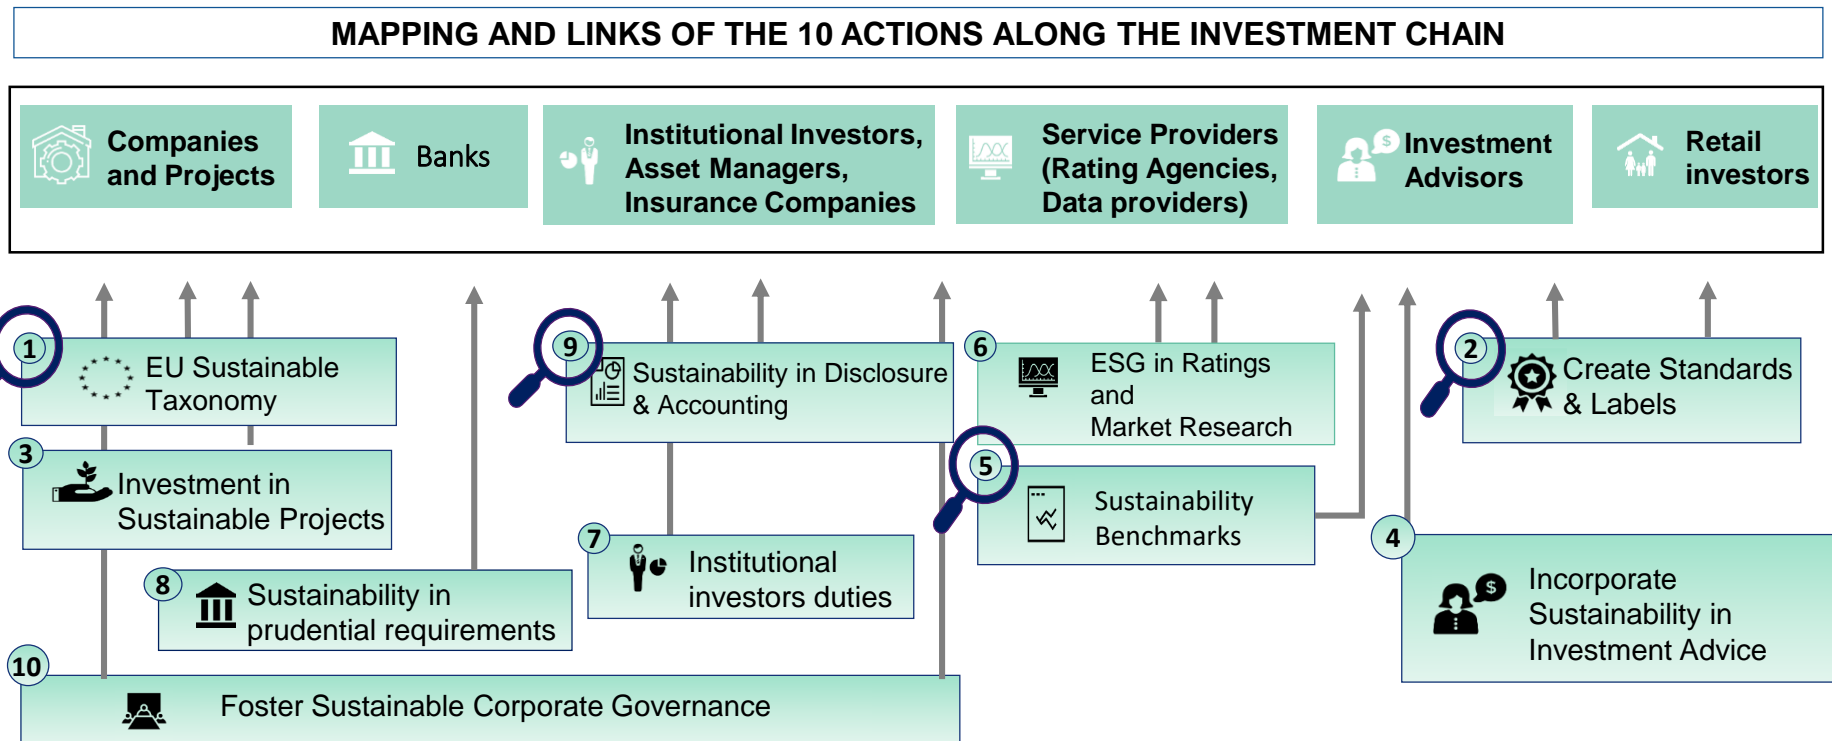 MAPPING AND LINKS OF THE 10 ACTIONS ALONG THE INVESTMENT CHAIN
Companies
and Projects
Banks
Institutional Investors,
Asset Managers,
Insurance Companies
Service Providers
(Rating Agencies,
Data providers)
$
Investment
Advisors
Retail
investors
1
EU Sustainable
Taxonomy
9
Sustainability in Disclosure
& Accounting
6
ESG in Ratings
and
Market Research
2
Create Standards
& Labels
3
Investment in
Sustainable Projects
5
Sustainability
Benchmarks
8
Sustainability in
prudential requirements
7
Institutional
investors duties
4
$
Incorporate
Sustainability in
Investment Advice
10
Foster Sustainable Corporate Governance